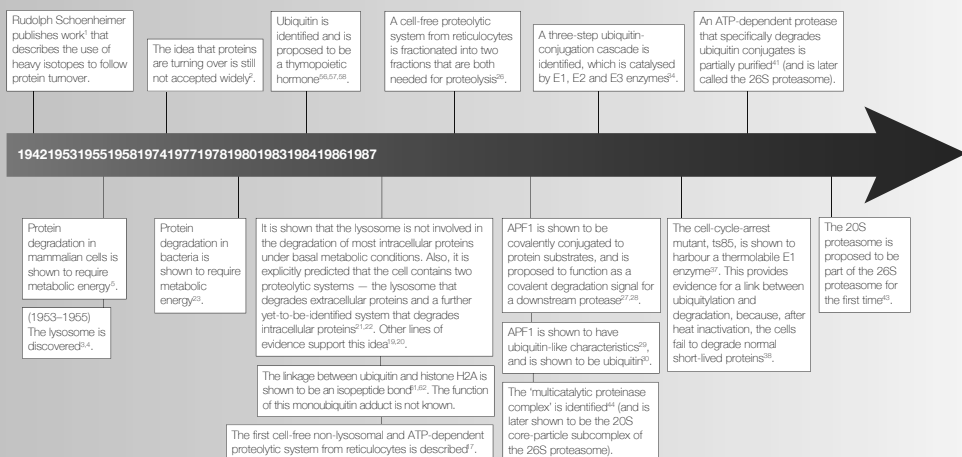 Rudolph Schoenheimer
publishes work1 that
describes the use of
heavy isotopes to follow
protein turnover.
The idea that proteins
are turning over is still
not accepted widely2.
Ubiquitin is
identified and is
proposed to be
a thymopoietic
hormone56,57,58.
A cell-free proteolytic
system from reticulocytes
is fractionated into two
fractions that are both
needed for proteolysis26.
A three-step ubiquitin-
conjugation cascade is
identified, which is catalysed
by E1, E2 and E3 enzymes34.
An ATP-dependent protease
that specifically degrades
ubiquitin conjugates is
partially purified41 (and is later
called the 26S proteasome).
194219531955195819741977197819801983198419861987
Protein
degradation in
mammalian cells is
shown to require
metabolic energy5.
(1953–1955)
The lysosome is
discovered3,4.
Protein
degradation in
bacteria is
shown to require
metabolic
energy23.
It is shown that the lysosome is not involved in
the degradation of most intracellular proteins
under basal metabolic conditions. Also, it is
explicitly predicted that the cell contains two
proteolytic systems — the lysosome that
degrades extracellular proteins and a further
yet-to-be-identified system that degrades
intracellular proteins21,22. Other lines of
evidence support this idea19,20.
The linkage between ubiquitin and histone H2A is
shown to be an isopeptide bond61,62. The function
of this monoubiquitin adduct is not known.
The first cell-free non-lysosomal and ATP-dependent
proteolytic system from reticulocytes is described17.
APF1 is shown to be
covalently conjugated to
protein substrates, and is
proposed to function as a
covalent degradation signal for
a downstream protease27,28.
APF1 is shown to have
ubiquitin-like characteristics29,
and is shown to be ubiquitin30.
The ‘multicatalytic proteinase
complex’ is identified44 (and is
later shown to be the 20S
core-particle subcomplex of
the 26S proteasome).
The cell-cycle-arrest
mutant, ts85, is shown to
harbour a thermolabile E1
enzyme37. This provides
evidence for a link between
ubiquitylation and
degradation, because, after
heat inactivation, the cells
fail to degrade normal
short-lived proteins38.
The 20S
proteasome is
proposed to be
part of the 26S
proteasome for
the first time43.